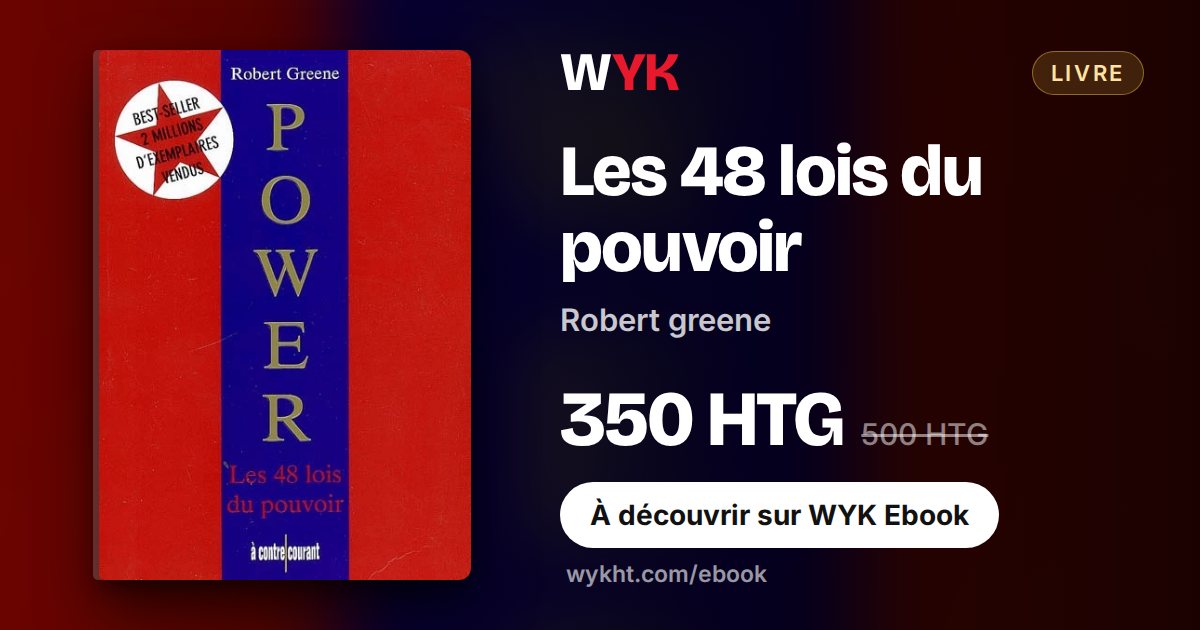 Robert Greene
BEST-SELLER
2 MILLIONS
D'EXEMPLAIRES
VENDUS
P
O
W
E
R
Les 48 lois
du pouvoir
à contre courant
WYK
LIVRE
Les 48 lois du
pouvoir
Robert greene
350 HTG 500 HTG
À découvrir sur WYK Ebook
wykht.com/ebook